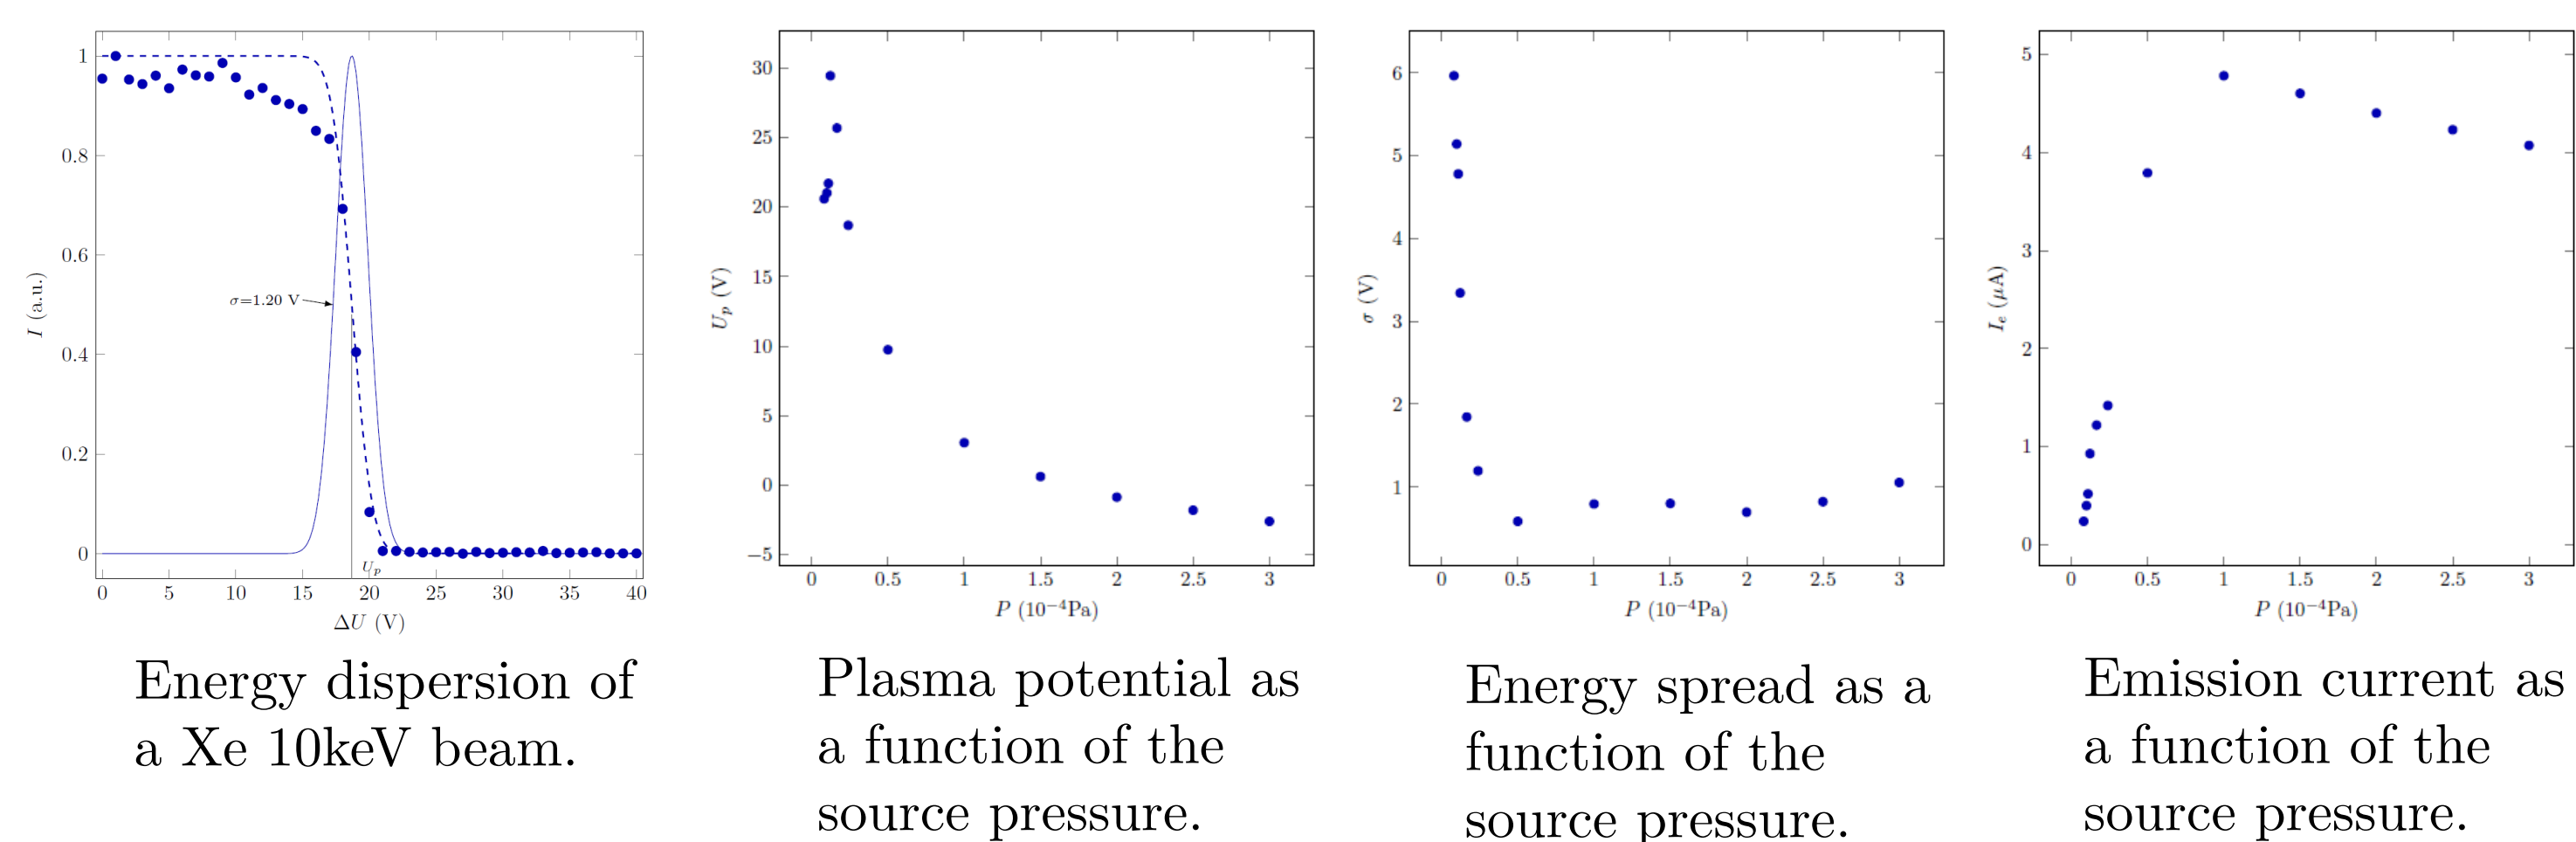 1
0.8
0.6
0.4
0.2
0
I (a.u.)
σ=1.20 V
U_p
0 5 10 15 20 25 30 35 40
ΔU (V)
Energy dispersion of
a Xe 10keV beam.
30
25
20
15
10
5
0
−5
U_p (V)
0 0.5 1 1.5 2 2.5 3
P (10⁻⁴Pa)
Plasma potential as
a function of the
source pressure.
6
5
4
3
2
1
σ (V)
0 0.5 1 1.5 2 2.5 3
P (10⁻⁴Pa)
Energy spread as a
function of the
source pressure.
5
4
3
2
1
0
I_e (μA)
0 0.5 1 1.5 2 2.5 3
P (10⁻⁴Pa)
Emission current as
a function of the
source pressure.